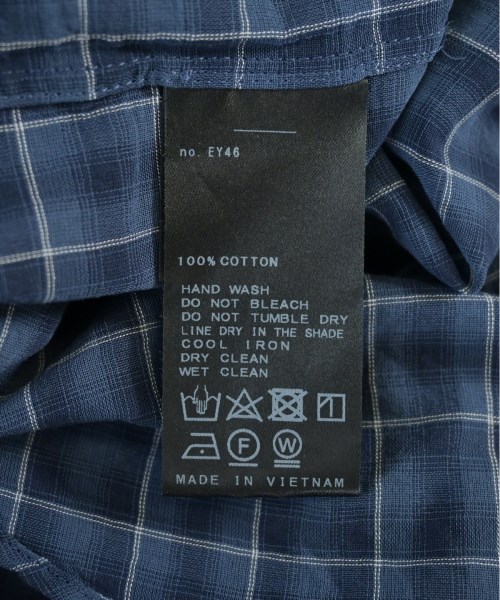 no. EY46
100% COTTON
HAND WASH
DO NOT BLEACH
DO NOT TUMBLE DRY
LINE DRY IN THE SHADE
COOL IRON
DRY CLEAN
WET CLEAN
F
W
MADE IN VIETNAM